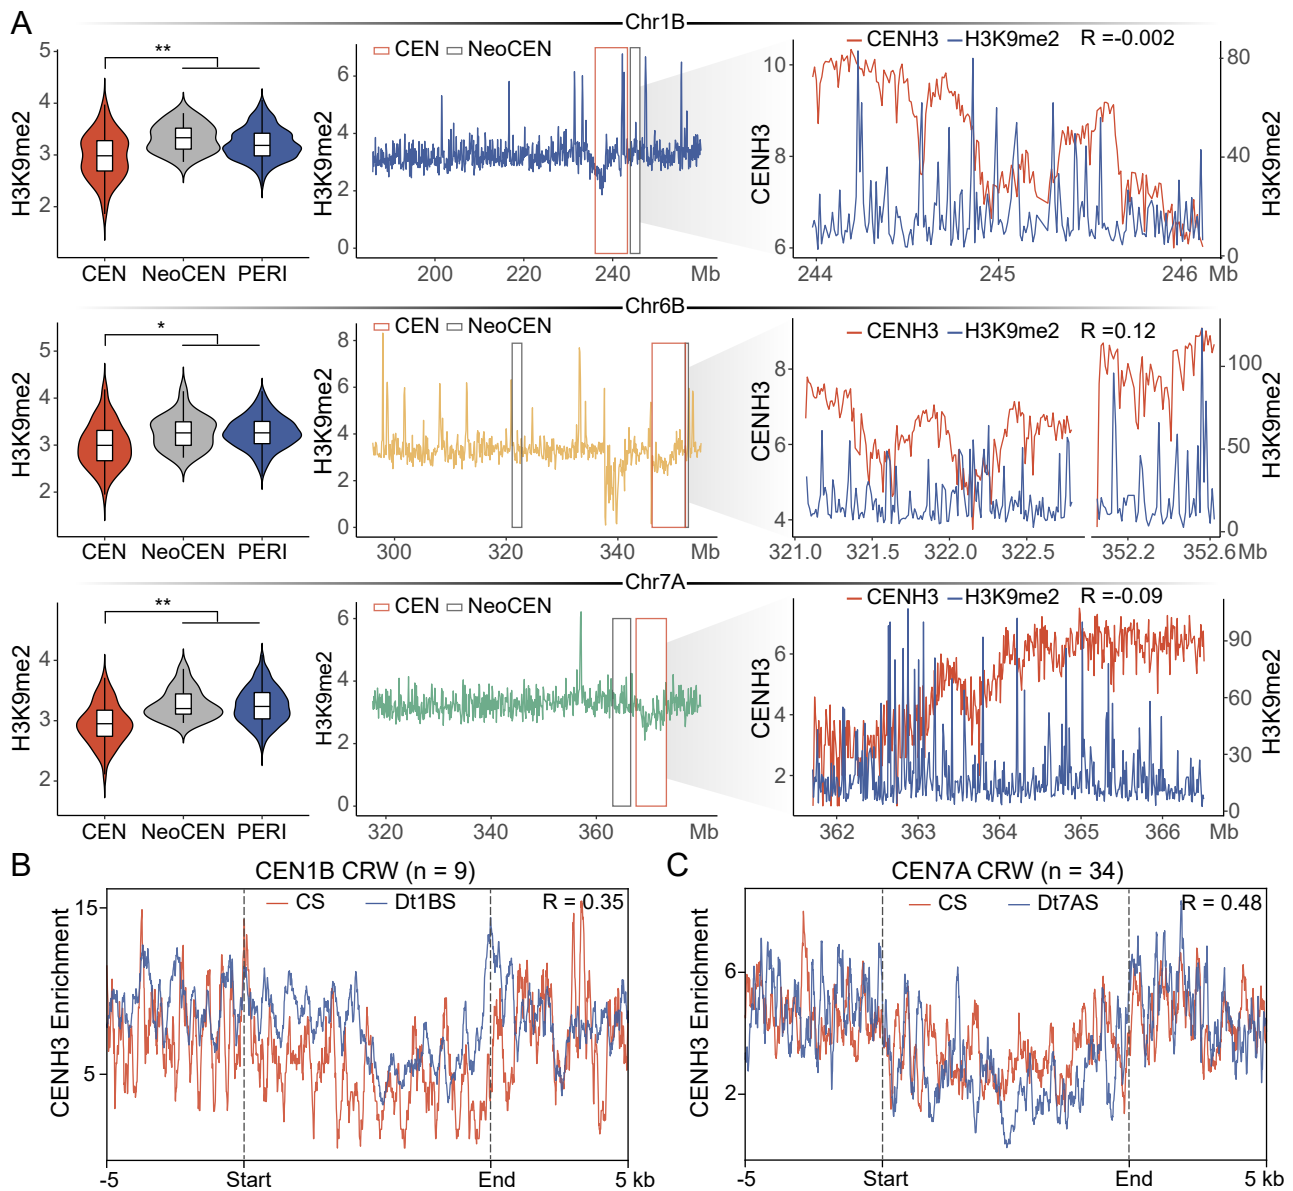 A
Chr1B
H3K9me2
5
4
3
2
**
CEN NeoCEN PERI
H3K9me2
6
4
2
0
CEN NeoCEN
200 220 240 Mb
CENH3 H3K9me2 R =-0.002
CENH3
10
8
6
80
40
0
H3K9me2
244 245 246 Mb
Chr6B
H3K9me2
5
4
3
2
*
CEN NeoCEN PERI
H3K9me2
8
6
4
2
0
CEN NeoCEN
300 320 340 Mb
CENH3 H3K9me2 R =0.12
CENH3
8
6
4
100
50
0
H3K9me2
321.0 321.5 322.0 322.5 352.2 352.6 Mb
Chr7A
H3K9me2
4
3
2
**
CEN NeoCEN PERI
H3K9me2
6
4
2
0
CEN NeoCEN
320 340 360 Mb
CENH3 H3K9me2 R =-0.09
CENH3
6
4
2
90
60
30
0
H3K9me2
362 363 364 365 366 Mb
B
CEN1B CRW (n = 9)
CENH3 Enrichment
15
5
CS Dt1BS R = 0.35
-5 Start End 5 kb
C
CEN7A CRW (n = 34)
CENH3 Enrichment
6
2
CS Dt7AS R = 0.48
-5 Start End 5 kb